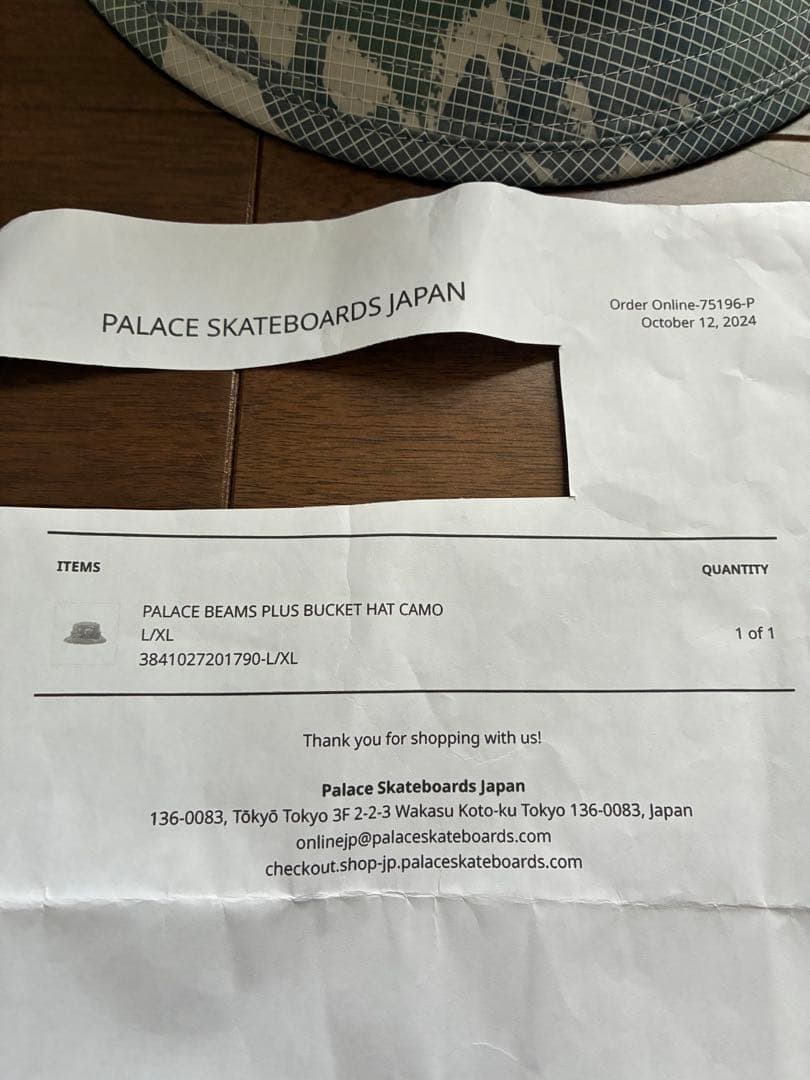 PALACE SKATEBOARDS JAPAN
Order Online-75196-P
October 12, 2024
ITEMS
QUANTITY
PALACE BEAMS PLUS BUCKET HAT CAMO
L/XL
3841027201790-L/XL
1 of 1
Thank you for shopping with us!
Palace Skateboards Japan
136-0083, Tōkyō Tokyo 3F 2-2-3 Wakasu Koto-ku Tokyo 136-0083, Japan
onlinejp@palaceskateboards.com
checkout.shop-jp.palaceskateboards.com